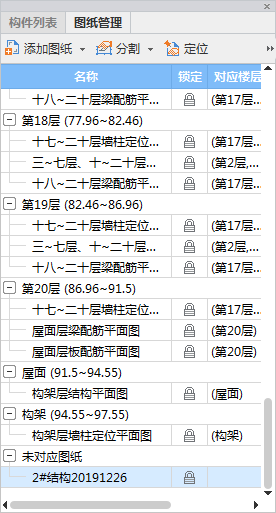 构件列表 图纸管理
添加图纸 分割 定位
名称 锁定 对应楼层
十八~二十层梁配筋平... (第17层...
第18层 (77.96~82.46)
十七~二十层墙柱定位... (第17层...
三~七层、十~二十层... (第2层,...
十八~二十层梁配筋平... (第17层...
第19层 (82.46~86.96)
十七~二十层墙柱定位... (第17层...
三~七层、十~二十层... (第2层,...
十八~二十层梁配筋平... (第17层...
第20层 (86.96~91.5)
十七~二十层墙柱定位... (第17层...
屋面层梁配筋平面图 (第20层)
屋面层板配筋平面图 (第20层)
屋面 (91.5~94.55)
构架层结构平面图 (屋面)
构架 (94.55~97.55)
构架层墙柱定位平面图 (构架)
未对应图纸
2#结构20191226